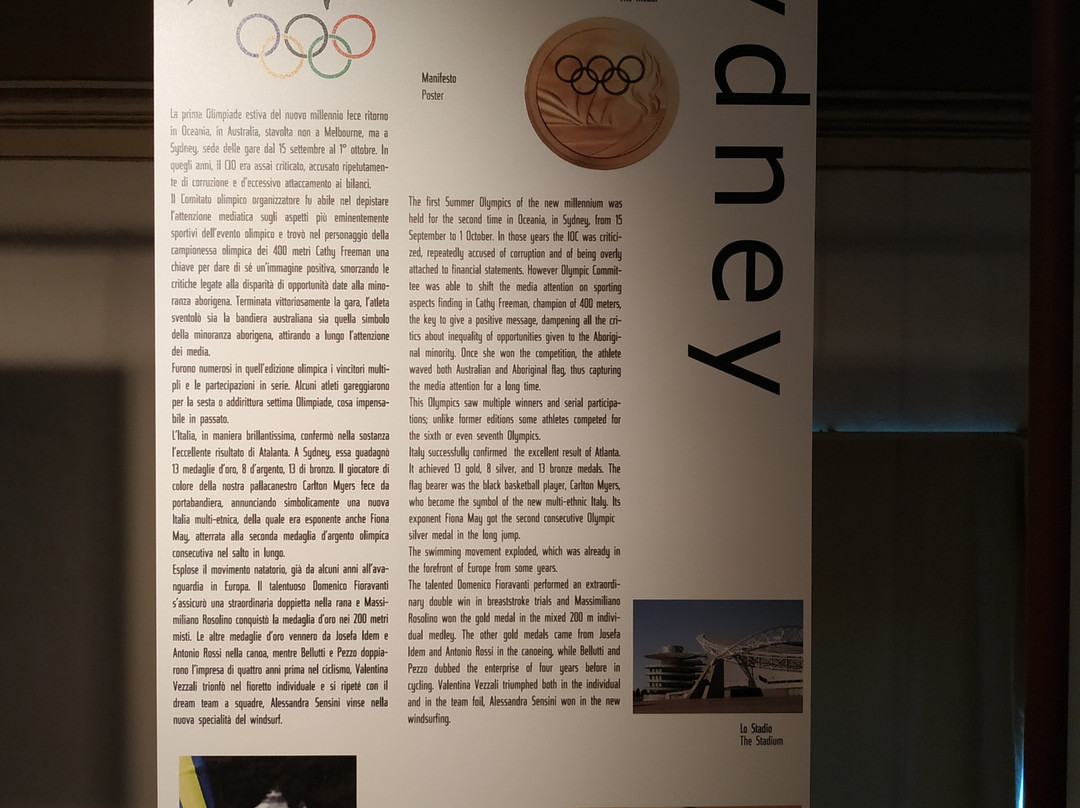 Manifesto
Poster
ydney
La prima Olimpiade estiva del nuovo millennio fece ritorno
in Oceania, in Australia, stavolta non a Melbourne, ma a
Sydney, sede delle gare dal 15 settembre al 1° ottobre. In
quegli anni, il CIO era assai criticato, accusato ripetutamen-
te di corruzione e d'eccessivo attaccamento ai bilanci.
Il Comitato olimpico organizzatore fu abile nel depistare
l'attenzione mediatica sugli aspetti più eminentemente
sportivi dell'evento olimpico e trovò nel personaggio della
campionessa olimpica dei 400 metri Cathy Freeman una
chiave per dare di sé un'immagine positiva, smorzando le
critiche legate alla disparità di opportunità date alla mino-
ranza aborigena. Terminata vittoriosamente la gara, l'atleta
sventolò sia la bandiera australiana sia quella simbolo
della minoranza aborigena, attirando a lungo l'attenzione
dei media.
Furono numerosi in quell'edizione olimpica i vincitori multi-
pli e le partecipazioni in serie. Alcuni atleti gareggiarono
per la sesta o addirittura settima Olimpiade, cosa impensa-
bile in passato.
L'Italia, in maniera brillantissima, confermò nella sostanza
l'eccellente risultato di Atalanta. A Sydney, essa guadagnò
13 medaglie d'oro, 8 d'argento, 13 di bronzo. Il giocatore di
colore della nostra pallacanestro Carlton Myers fece da
portabandiera, annunciando simbolicamente una nuova
Italia multi-etnica, della quale era esponente anche Fiona
May, atterrata alla seconda medaglia d'argento olimpica
consecutiva nel salto in lungo.
Esplose il movimento natatorio, già da alcuni anni all'ava-
nguardia in Europa. Il talentuoso Domenico Fioravanti
s'assicurò una straordinaria doppietta nella rana e Massi-
miliano Rosolino conquistò la medaglia d'oro nei 200 metri
misti. Le altre medaglie d'oro vennero da Josefa Idem e
Antonio Rossi nella canoa, mentre Bellutti e Pezzo doppia-
rono l'impresa di quattro anni prima nel ciclismo, Valentina
Vezzali trionfò nel fioretto individuale e si ripetè con il
dream team a squadre, Alessandra Sensini vinse nella
nuova specialità del windsurf.
The first Summer Olympics of the new millennium was
held for the second time in Oceania, in Sydney, from 15
September to 1 October. In those years the IOC was critici-
zed, repeatedly accused of corruption and of being overly
attached to financial statements. However Olympic Commit-
tee was able to shift the media attention on sporting
aspects finding in Cathy Freeman, champion of 400 meters,
the key to give a positive message, dampening all the cri-
tics about inequality of opportunities given to the Aborigi-
nal minority. Once she won the competition, the athlete
waved both Australian and Aboriginal flag, thus capturing
the media attention for a long time.
This Olympics saw multiple winners and serial participa-
tions; unlike former editions some athletes competed for
the sixth or even seventh Olympics.
Italy successfully confirmed the excellent result of Atlanta.
It achieved 13 gold, 8 silver, and 13 bronze medals. The
flag bearer was the black basketball player, Carlton Myers,
who become the symbol of the new multi-ethnic Italy. Its
exponent Fiona May got the second consecutive Olympic
silver medal in the long jump.
The swimming movement exploded, which was already in
the forefront of Europe from some years.
The talented Domenico Fioravanti performed an extraordi-
nary double win in breaststroke trials and Massimiliano
Rosolino won the gold medal in the mixed 200 m indivi-
dual medley. The other gold medals came from Josefa
Idem and Antonio Rossi in the canoeing, while Bellutti and
Pezzo dubbed the enterprise of four years before in
cycling. Valentina Vezzali triumphed both in the individual
and in the team foil, Alessandra Sensini won in the new
windsurfing.
Lo Stadio
The Stadium